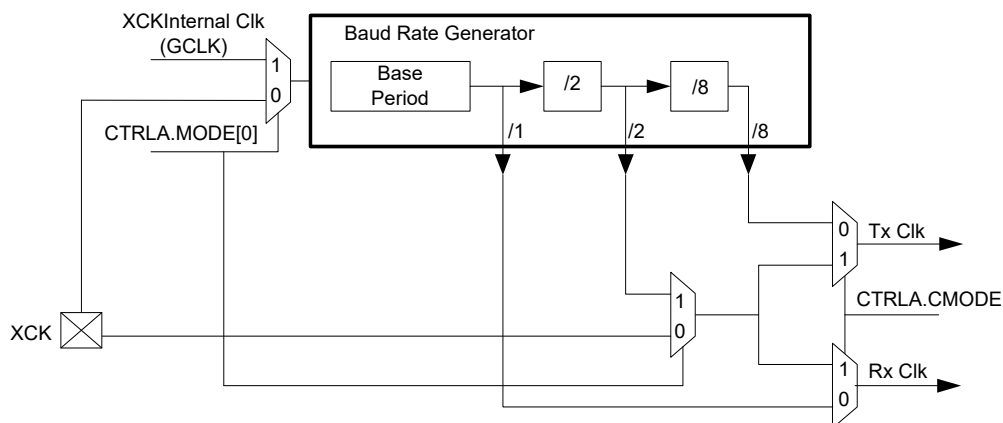 XCKInternal Clk
(GCLK)
Baud Rate Generator
1
0
Base
Period
/2
/8
CTRLA.MODE[0]
/1
/2
/8
0
1
Tx Clk
1
0
CTRLA.CMODE
XCK
1
0
Rx Clk